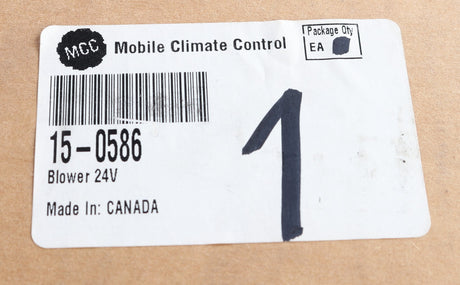 MCC Mobile Climate Control
Package Qty
EA
15-0586
Blower 24V
Made In: CANADA
1